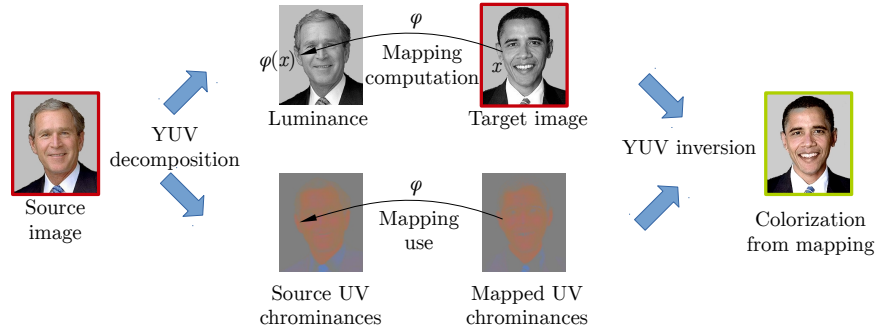 φ
φ(x)
x
Mapping
computation
Luminance
Target image
YUV
decomposition
YUV inversion
Source
image
φ
Mapping
use
Colorization
from mapping
Source UV
chrominances
Mapped UV
chrominances